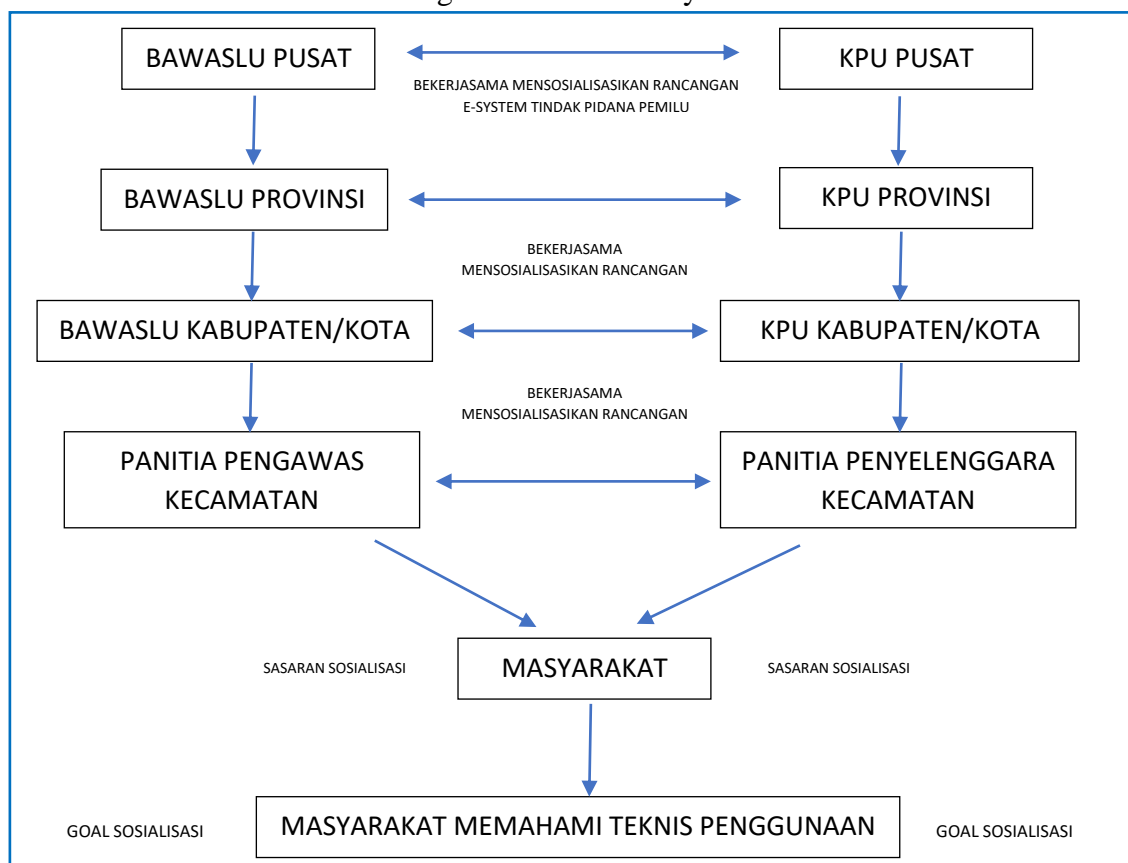 BAWASLU PUSAT
KPU PUSAT
BEKERJASAMA MENSOSIALISASIKAN RANCANGAN
E-SYSTEM TINDAK PIDANA PEMILU
BAWASLU PROVINSI
KPU PROVINSI
BEKERJASAMA
MENSOSIALISASIKAN RANCANGAN
BAWASLU KABUPATEN/KOTA
KPU KABUPATEN/KOTA
BEKERJASAMA
MENSOSIALISASIKAN RANCANGAN
PANITIA PENGAWAS
KECAMATAN
PANITIA PENYELENGGARA
KECAMATAN
SASARAN SOSIALISASI
MASYARAKAT
SASARAN SOSIALISASI
GOAL SOSIALISASI
MASYARAKAT MEMAHAMI TEKNIS PENGGUNAAN
GOAL SOSIALISASI